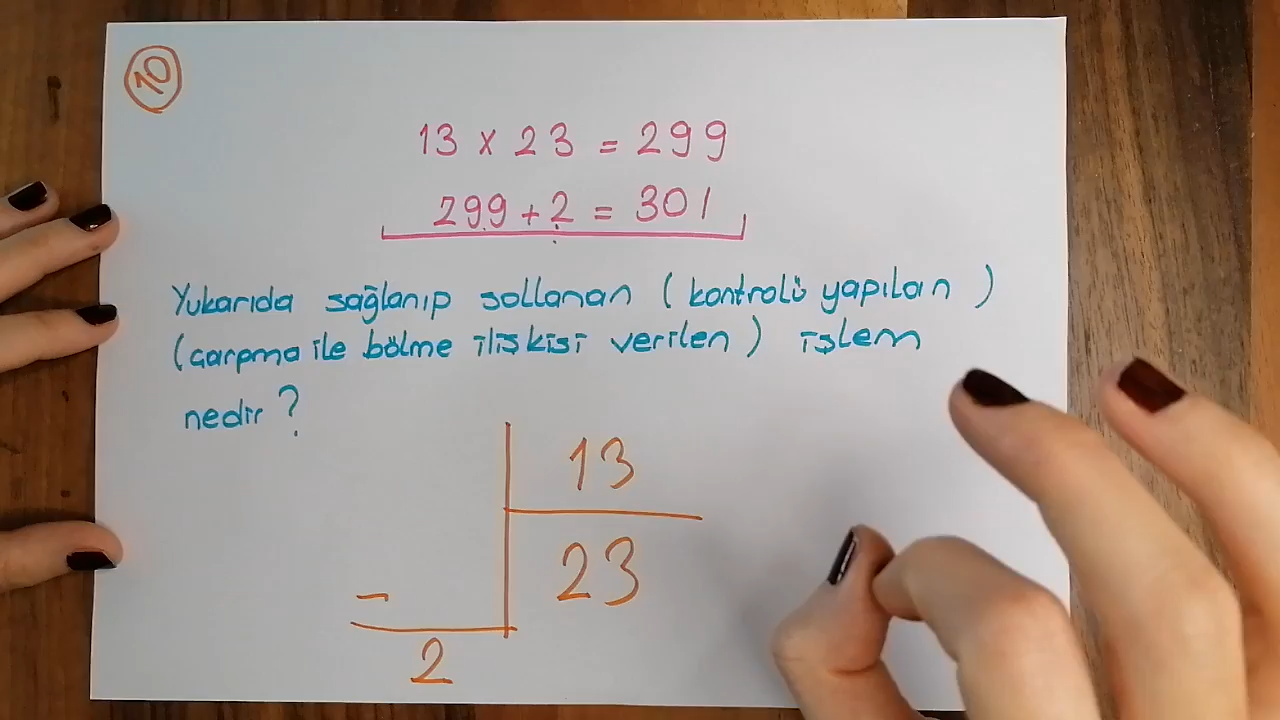 10
13 x 23 = 299
299 + 2 = 301
Yukarıda sağlanıp sollanan ( kontrolü yapılan )
(çarpma ile bölme ilişkisi verilen ) işlem
nedir ?
13
23
-
2